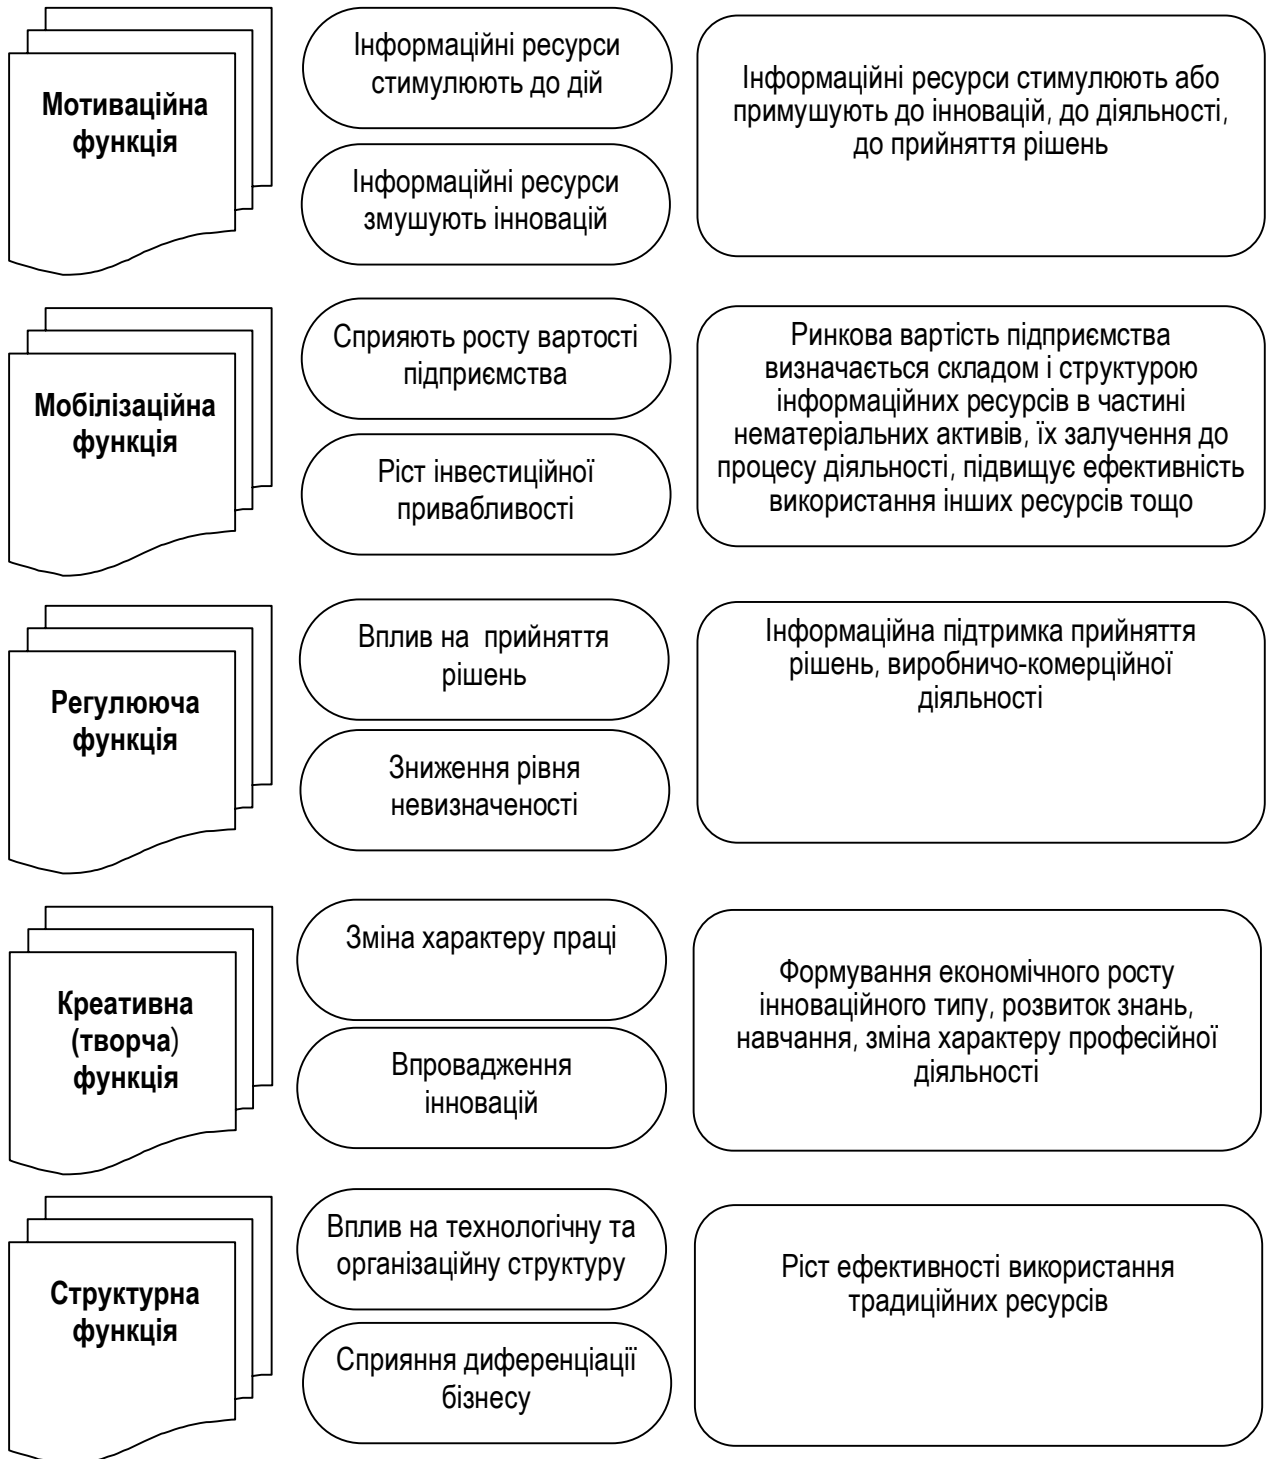 Мотиваційна
функція
Інформаційні ресурси
стимулюють до дій
Інформаційні ресурси
змушують інновацій
Інформаційні ресурси стимулюють або
примушують до інновацій, до діяльності,
до прийняття рішень
Мобілізаційна
функція
Сприяють росту вартості
підприємства
Ріст інвестиційної
привабливості
Ринкова вартість підприємства
визначається складом і структурою
інформаційних ресурсів в частині
нематеріальних активів, їх залучення до
процесу діяльності, підвищує ефективність
використання інших ресурсів тощо
Регулююча
функція
Вплив на прийняття
рішень
Зниження рівня
невизначеності
Інформаційна підтримка прийняття
рішень, виробничо-комерційної
діяльності
Креативна
(творча)
функція
Зміна характеру праці
Впровадження
інновацій
Формування економічного росту
інноваційного типу, розвиток знань,
навчання, зміна характеру професійної
діяльності
Структурна
функція
Вплив на технологічну та
організаційну структуру
Сприяння диференціації
бізнесу
Ріст ефективності використання
традиційних ресурсів